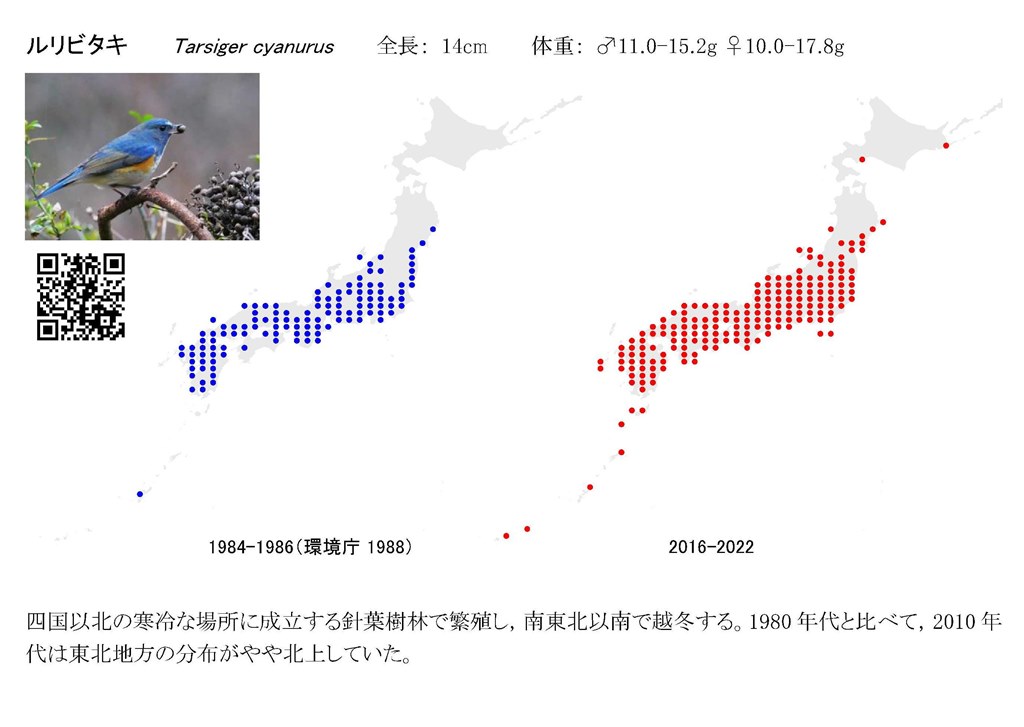 ルリビタキ Tarsiger cyanurus 全長： 14cm 体重： ♂11.0-15.2g ♀10.0-17.8g
1984-1986（環境庁 1988） 2016-2022
四国以北の寒冷な場所に成立する針葉樹林で繁殖し，南東北以南で越冬する。1980 年代と比べて，2010 年
代は東北地方の分布がやや北上していた。